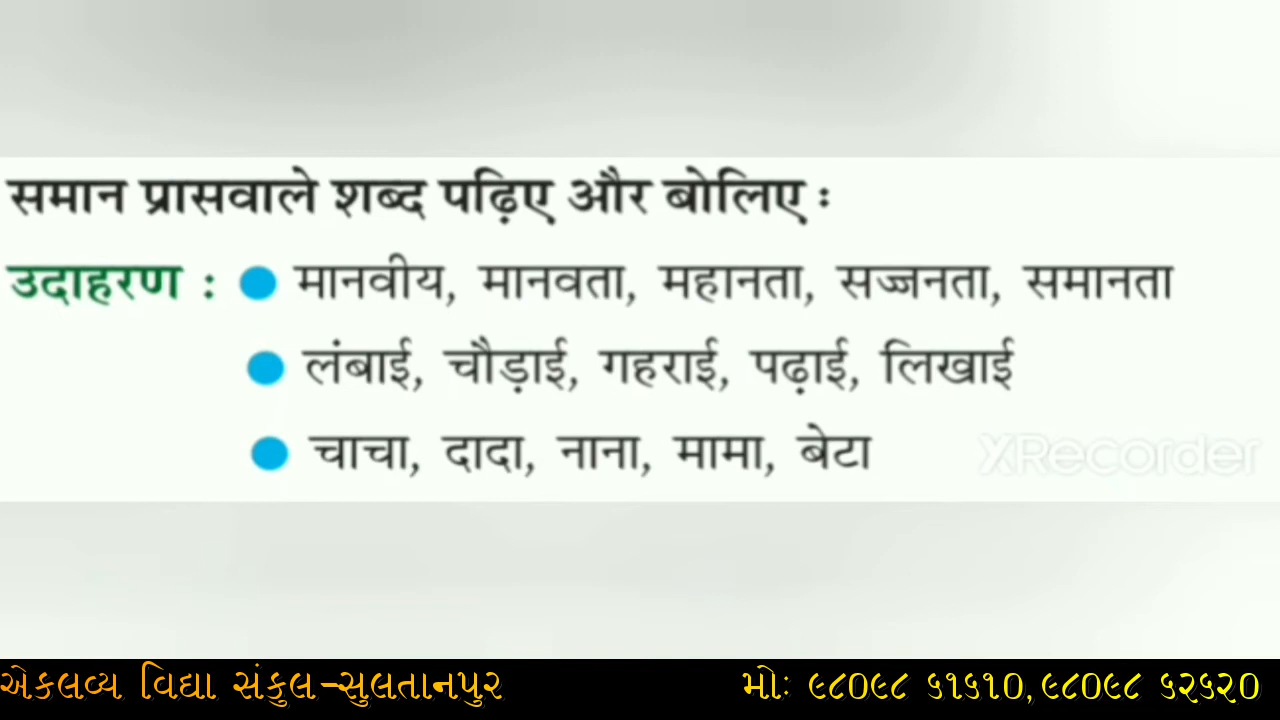 समान प्रासवाले शब्द पढ़िए और बोलिए :
उदाहरण : ● मानवीय, मानवता, महानता, सज्जनता, समानता
● लंबाई, चौड़ाई, गहराई, पढ़ाई, लिखाई
● चाचा, दादा, नाना, मामा, बेटा
XRecorder
એકલવ્ય વિદ્યા સંકુલ-સુલતાનપુર મોઃ ૯૮૦૯૮ ૬૧૬૧૦,૯૮૦૯૮ ૬૨૬૨૦